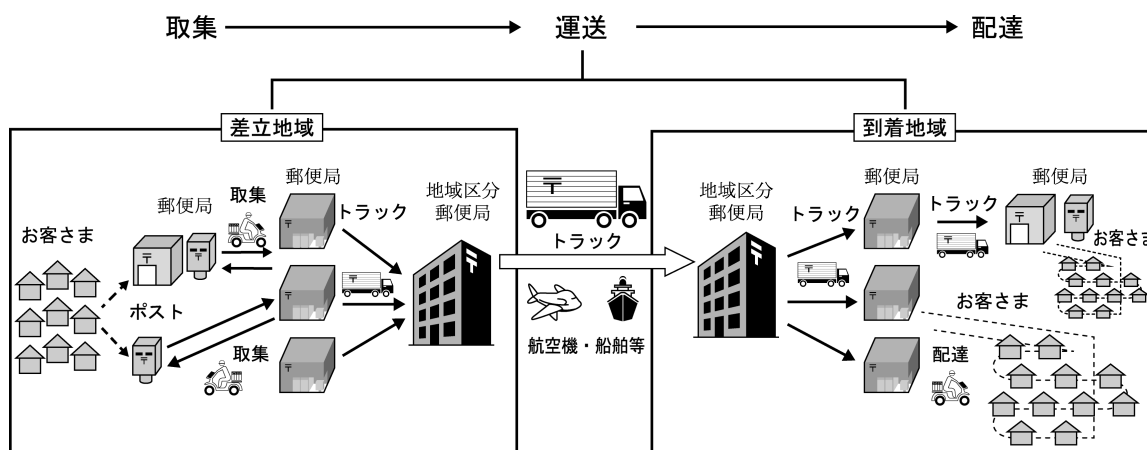 取集
運送
配達
差立地域
到着地域
お客さま
郵便局
取集
ポスト
取集
郵便局
トラック
地域区分
郵便局
トラック
航空機・船舶等
地域区分
郵便局
トラック
郵便局
トラック
郵便局
お客さま
お客さま
配達